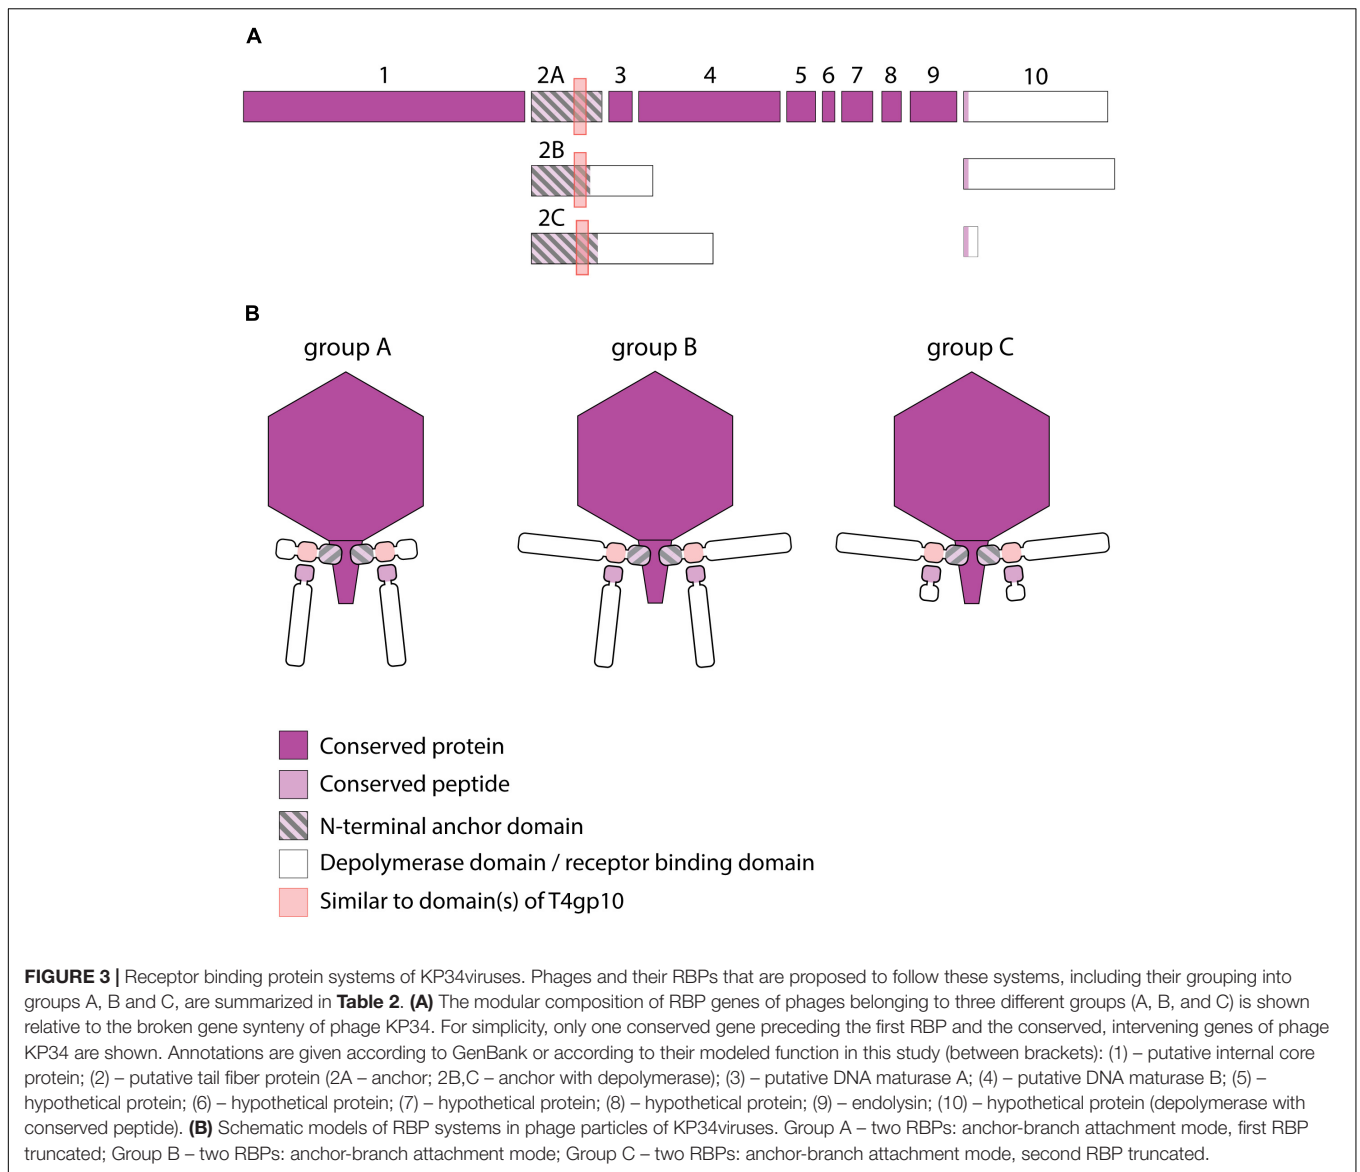 A
1 2A 3 4 5 6 7 8 9 10
2B
2C
B
group A group B group C
Conserved protein
Conserved peptide
N-terminal anchor domain
Depolymerase domain / receptor binding domain
Similar to domain(s) of T4gp10
FIGURE 3 | Receptor binding protein systems of KP34viruses. Phages and their RBPs that are proposed to follow these systems, including their grouping into
groups A, B and C, are summarized in Table 2. (A) The modular composition of RBP genes of phages belonging to three different groups (A, B, and C) is shown
relative to the broken gene synteny of phage KP34. For simplicity, only one conserved gene preceding the first RBP and the conserved, intervening genes of phage
KP34 are shown. Annotations are given according to GenBank or according to their modeled function in this study (between brackets): (1) – putative internal core
protein; (2) – putative tail fiber protein (2A – anchor; 2B,C – anchor with depolymerase); (3) – putative DNA maturase A; (4) – putative DNA maturase B; (5) –
hypothetical protein; (6) – hypothetical protein; (7) – hypothetical protein; (8) – hypothetical protein; (9) – endolysin; (10) – hypothetical protein (depolymerase with
conserved peptide). (B) Schematic models of RBP systems in phage particles of KP34viruses. Group A – two RBPs: anchor-branch attachment mode, first RBP
truncated; Group B – two RBPs: anchor-branch attachment mode; Group C – two RBPs: anchor-branch attachment mode, second RBP truncated.